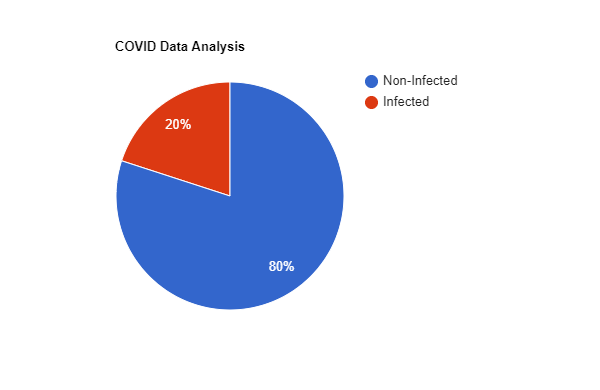 COVID Data Analysis
Non-Infected
Infected
20%
80%